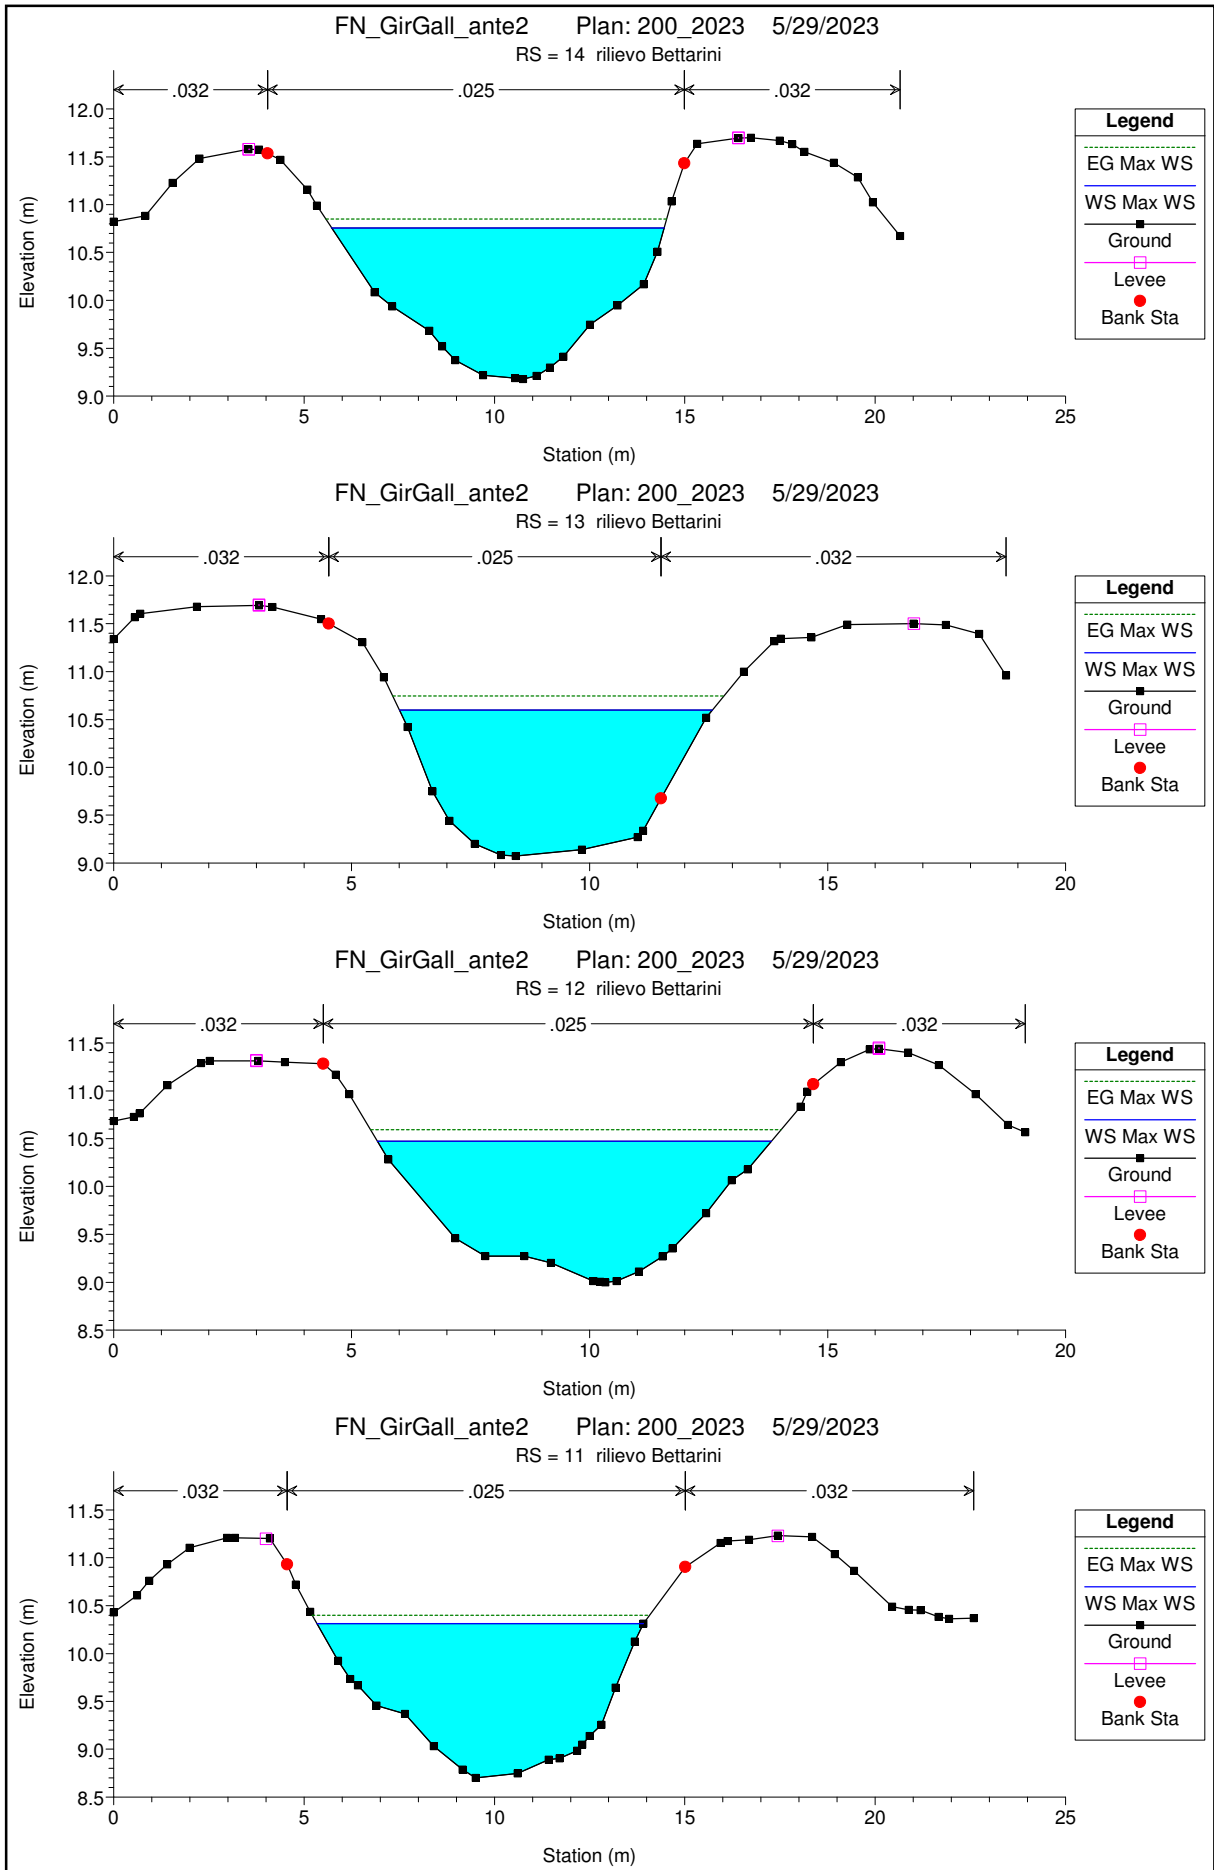 FN_GirGall_ante2 Plan: 200_2023 5/29/2023
RS = 14 rilievo Bettarini
.032 .025 .032
12.0
11.5
11.0
10.5
10.0
9.5
9.0
Elevation (m)
0 5 10 15 20 25
Station (m)
Legend
EG Max WS
WS Max WS
Ground
Levee
Bank Sta
FN_GirGall_ante2 Plan: 200_2023 5/29/2023
RS = 13 rilievo Bettarini
.032 .025 .032
12.0
11.5
11.0
10.5
10.0
9.5
9.0
Elevation (m)
0 5 10 15 20
Station (m)
Legend
EG Max WS
WS Max WS
Ground
Levee
Bank Sta
FN_GirGall_ante2 Plan: 200_2023 5/29/2023
RS = 12 rilievo Bettarini
.032 .025 .032
11.5
11.0
10.5
10.0
9.5
9.0
8.5
Elevation (m)
0 5 10 15 20
Station (m)
Legend
EG Max WS
WS Max WS
Ground
Levee
Bank Sta
FN_GirGall_ante2 Plan: 200_2023 5/29/2023
RS = 11 rilievo Bettarini
.032 .025 .032
11.5
11.0
10.5
10.0
9.5
9.0
8.5
Elevation (m)
0 5 10 15 20 25
Station (m)
Legend
EG Max WS
WS Max WS
Ground
Levee
Bank Sta